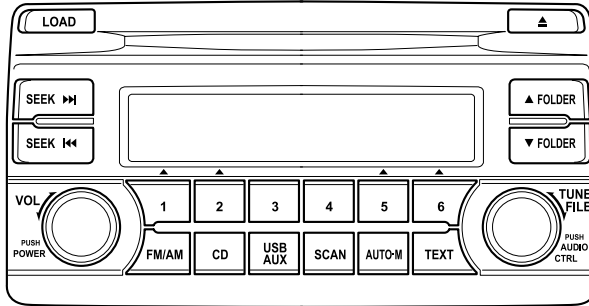 LOAD
SEEK
▲ FOLDER
SEEK
▼ FOLDER
VOL
1
2
3
4
5
6
TUNE
FILE
PUSH
POWER
FM/AM
CD
USB
AUX
SCAN
AUTO-M
TEXT
PUSH
AUDIO
CTRL